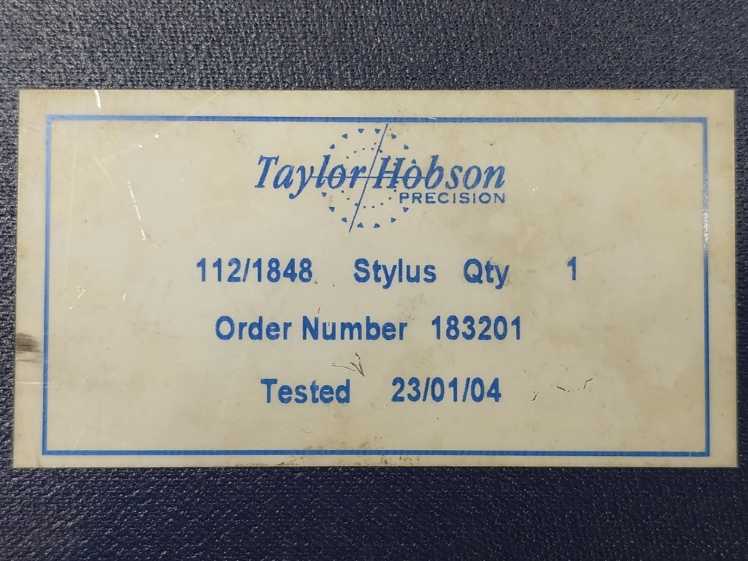 Taylor Hobson
PRECISION
112/1848 Stylus Qty 1
Order Number 183201
Tested 23/01/04